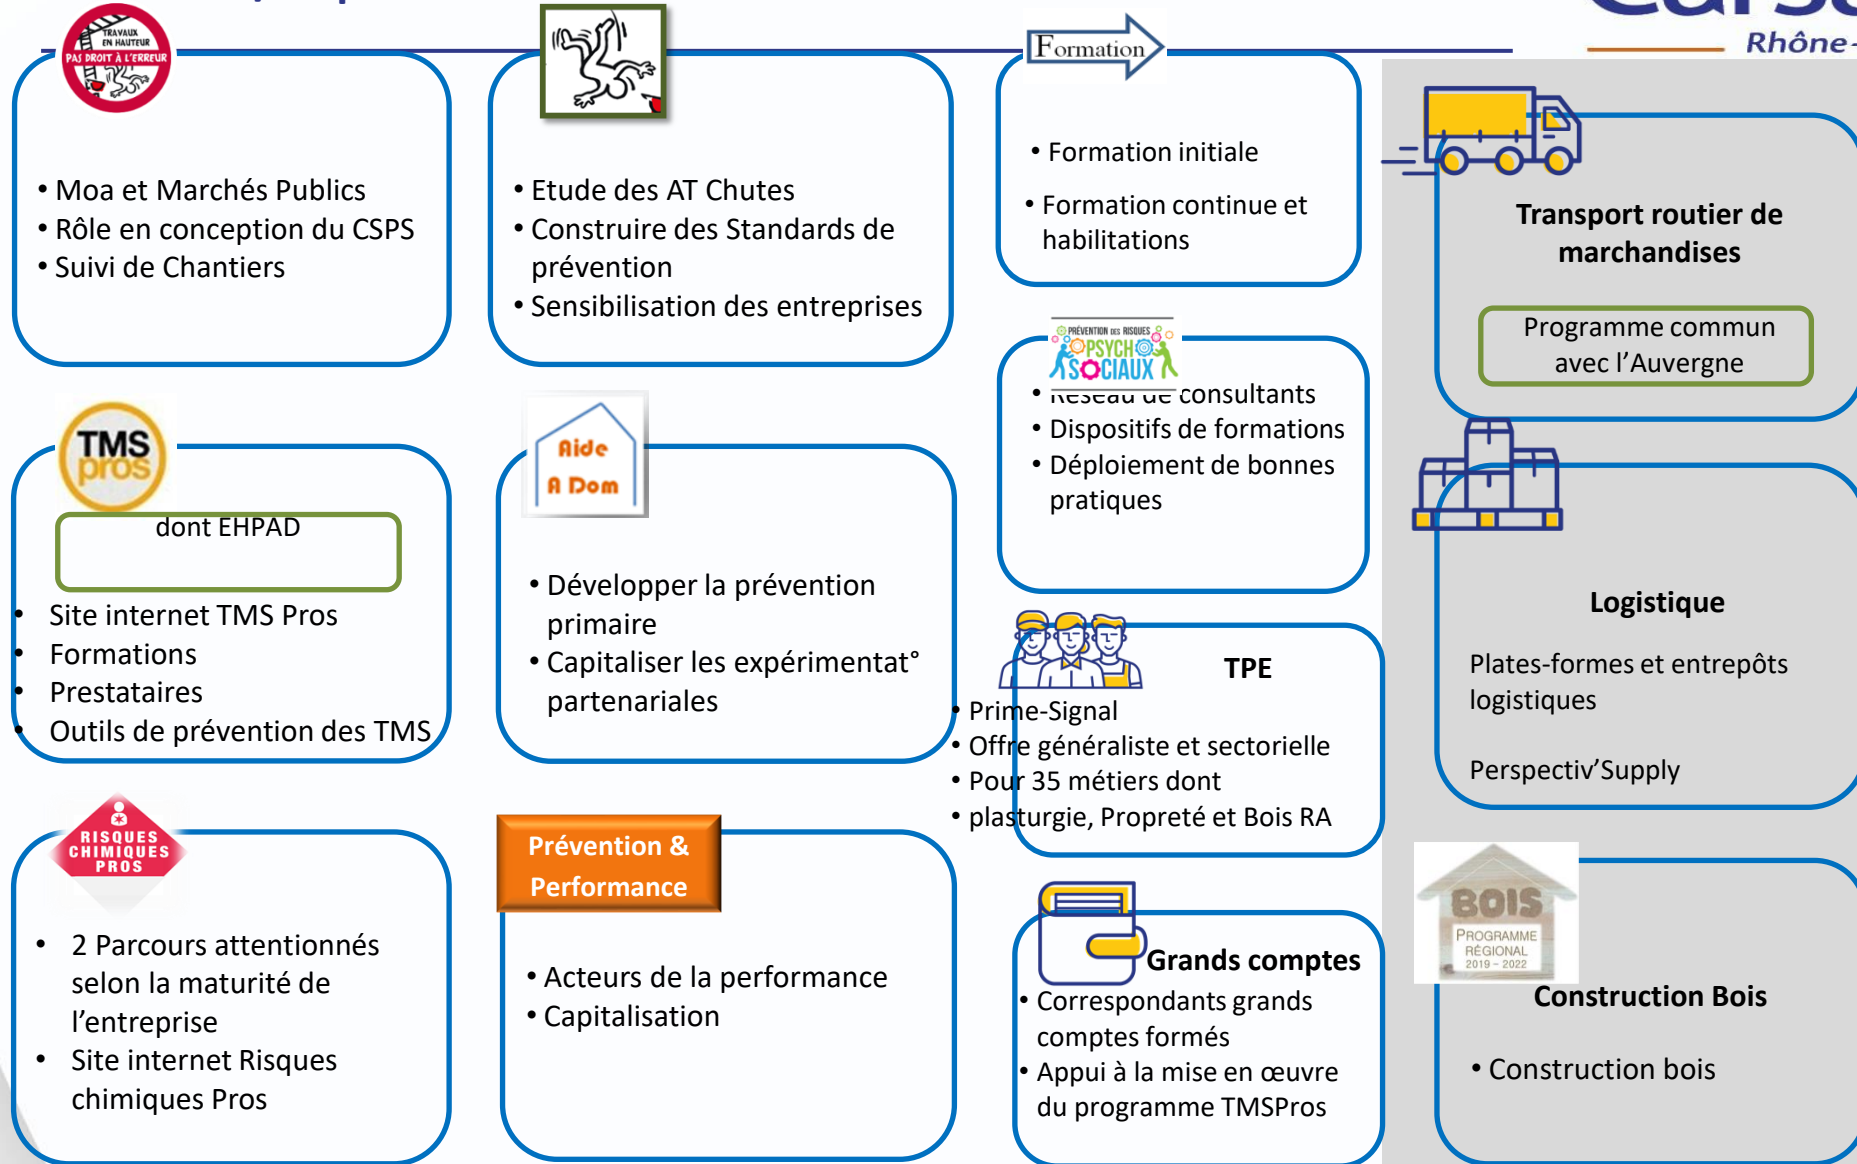 Rhône-
TRAVAUX
EN HAUTEUR
PAS DROIT À L'ERREUR
• Moa et Marchés Publics
• Rôle en conception du CSPS
• Suivi de Chantiers
• Etude des AT Chutes
• Construire des Standards de
prévention
• Sensibilisation des entreprises
Formation
• Formation initiale
• Formation continue et
habilitations
Transport routier de
marchandises
Programme commun
avec l'Auvergne
PRÉVENTION DES RISQUES
PSYCHO
SOCIAUX
• Réseau de consultants
• Dispositifs de formations
• Déploiement de bonnes
pratiques
TMS
pros
dont EHPAD
• Site internet TMS Pros
• Formations
• Prestataires
• Outils de prévention des TMS
Aide
A Dom
• Développer la prévention
primaire
• Capitaliser les expérimentat°
partenariales
TPE
• Prime-Signal
• Offre généraliste et sectorielle
• Pour 35 métiers dont
• plasturgie, Propreté et Bois RA
Logistique
Plates-formes et entrepôts
logistiques
Perspectiv'Supply
RISQUES
CHIMIQUES
PROS
• 2 Parcours attentionnés
selon la maturité de
l'entreprise
• Site internet Risques
chimiques Pros
Prévention &
Performance
• Acteurs de la performance
• Capitalisation
Grands comptes
• Correspondants grands
comptes formés
• Appui à la mise en œuvre
du programme TMSPros
BOIS
PROGRAMME
RÉGIONAL
2019 – 2022
Construction Bois
• Construction bois